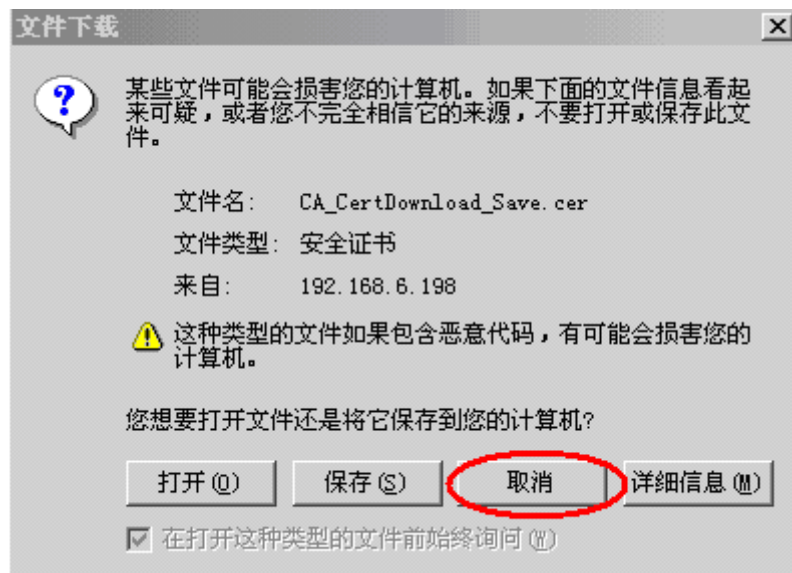 文件下载
某些文件可能会损害您的计算机。如果下面的文件信息看起
来可疑，或者您不完全相信它的来源，不要打开或保存此文
件。
文件名: CA_CertDownload_Save.cer
文件类型: 安全证书
来自: 192.168.6.198
这种类型的文件如果包含恶意代码，有可能会损害您的
计算机。
您想要打开文件还是将它保存到您的计算机?
打开(O) 保存(S) 取消 详细信息(M)
在打开这种类型的文件前始终询问(W)